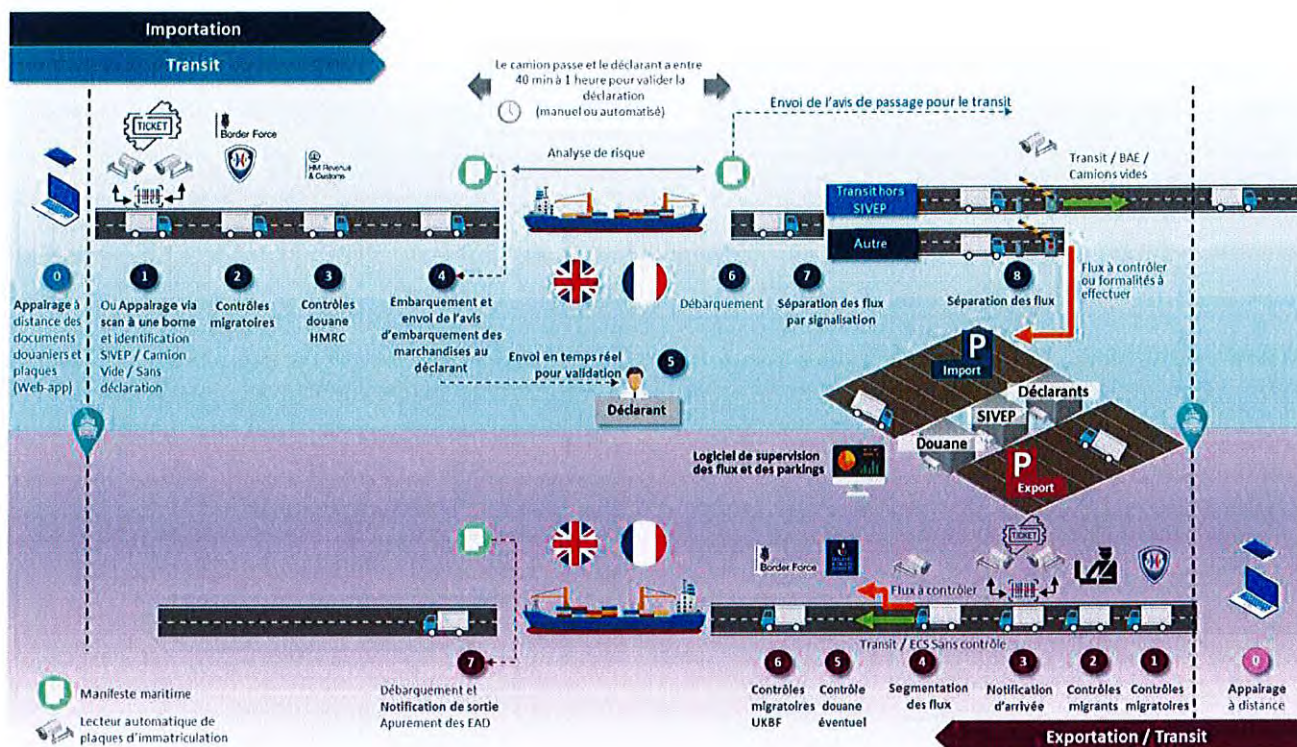 Importation
Transit
Le camion passe et le déclarant a entre
40 min à 1 heure pour valider la
déclaration
(manuel ou automatisé)
Envoi de l'avis de passage pour le transit
TICKET
Border Force
HM Revenue
& Customs
Analyse de risque
Transit / BAE /
Camions vides
Transit hors
SIVEP
Autre
0
Appairage à
distance des
documents
douaniers et
plaques
(Web-app)
1
Ou Appairage via
scan à une borne
et identification
SIVEP / Camion
Vide / Sans
déclaration
2
Contrôles
migratoires
3
Contrôles
douane
HMRC
4
Embarquement et
envoi de l'avis
d'embarquement des
marchandises au
déclarant
Envoi en temps réel
pour validation
5
Déclarant
6
Débarquement
7
Séparation des flux
par signalisation
8
Séparation des flux
Flux à contrôler
ou formalités à
effectuer
P
Import
Déclarants
SIVEP
Douane
P
Export
Logiciel de supervision
des flux et des parkings
Border Force
TICKET
Flux à contrôler
Transit / ECS Sans contrôle
7
Débarquement et
Notification de sortie
Apurement des EAD
6
Contrôles
migratoires
UKBF
5
Contrôle
douane
éventuel
4
Segmentation
des flux
3
Notification
d'arrivée
2
Contrôles
migrants
1
Contrôles
migratoires
0
Appairage
à distance
Manifeste maritime
Lecteur automatique de
plaques d'immatriculation
Exportation / Transit